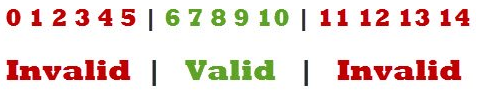 0 1 2 3 4 5 | 6 7 8 9 10 | 11 12 13 14
Invalid | Valid | Invalid